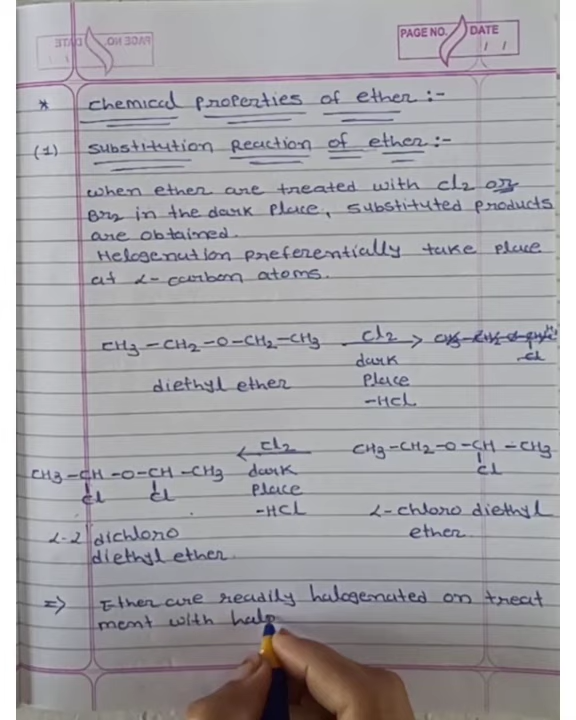 PAGE NO. DATE
/ /
* Chemical properties of ether :-
(1) Substitution Reaction of ether :-
when ether are treated with Cl2 or
Br2 in the dark place, substituted products
are obtained.
Helogenation preferentially take place
at α- carbon atoms.
CH3 - CH2 - O - CH2 - CH3 Cl2
diethyl ether dark
place
-HCl
CH3 - CH2 - O - CH - CH3
Cl
α - chloro diethyl
ether.
Cl2
dark
place
-HCl
CH3 - CH - O - CH - CH3
Cl Cl
α-α' dichloro
diethyl ether.
=> Ether are readily halogenated on treat
ment with halo